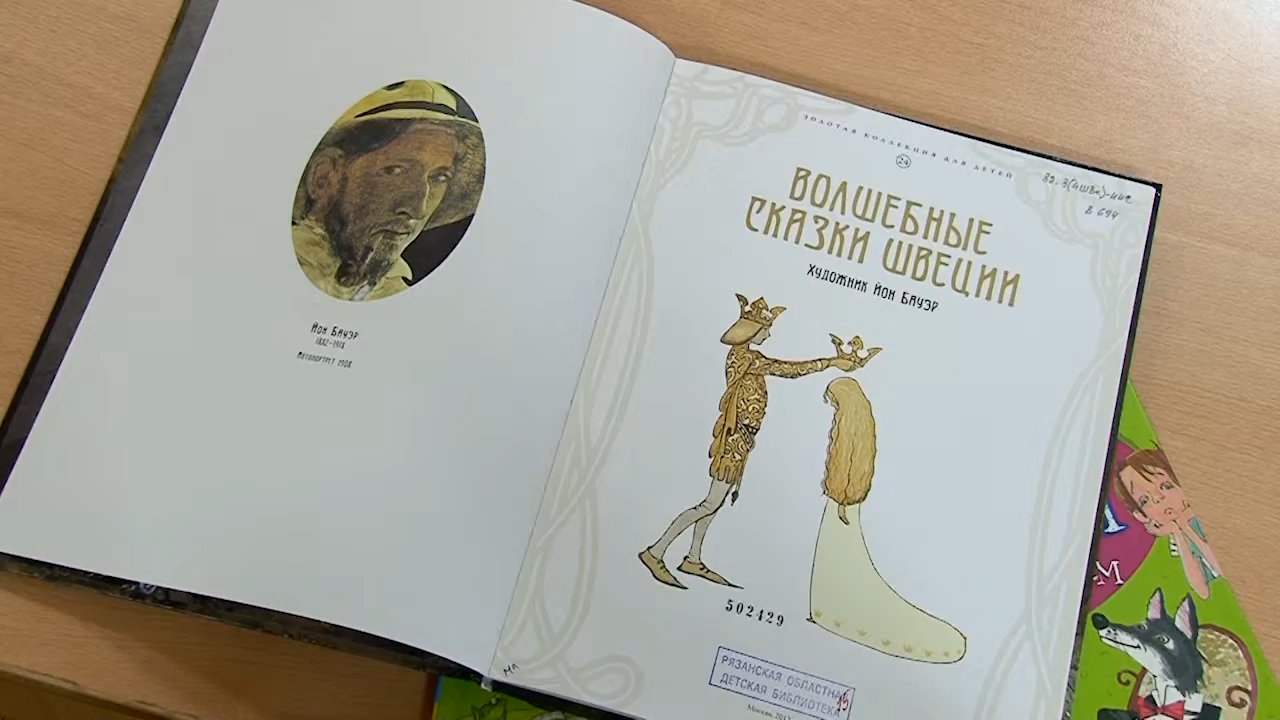 Йон Бауэр
1882–1918
Автопортрет 1908
ЗОЛОТАЯ КОЛЛЕКЦИЯ ДЛЯ ДЕТЕЙ
24
ВОЛШЕБНЫЕ
СКАЗКИ ШВЕЦИИ
Художник Йон Бауэр
В 694
502429
РЯЗАНСКАЯ ОБЛАСТНАЯ
ДЕТСКАЯ БИБЛИОТЕКА
Москва